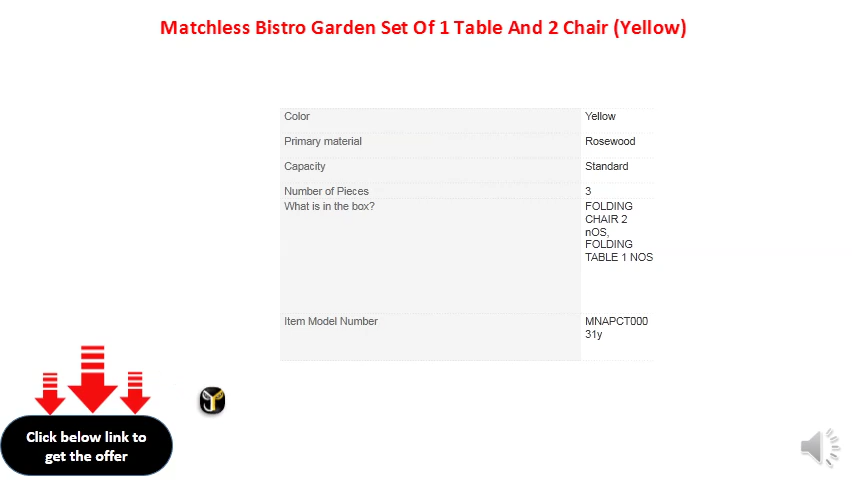 Matchless Bistro Garden Set Of 1 Table And 2 Chair (Yellow)
Color Yellow
Primary material Rosewood
Capacity Standard
Number of Pieces 3
What is in the box? FOLDING
CHAIR 2
nOS,
FOLDING
TABLE 1 NOS
Item Model Number MNAPCT000
31y
Click below link to
get the offer